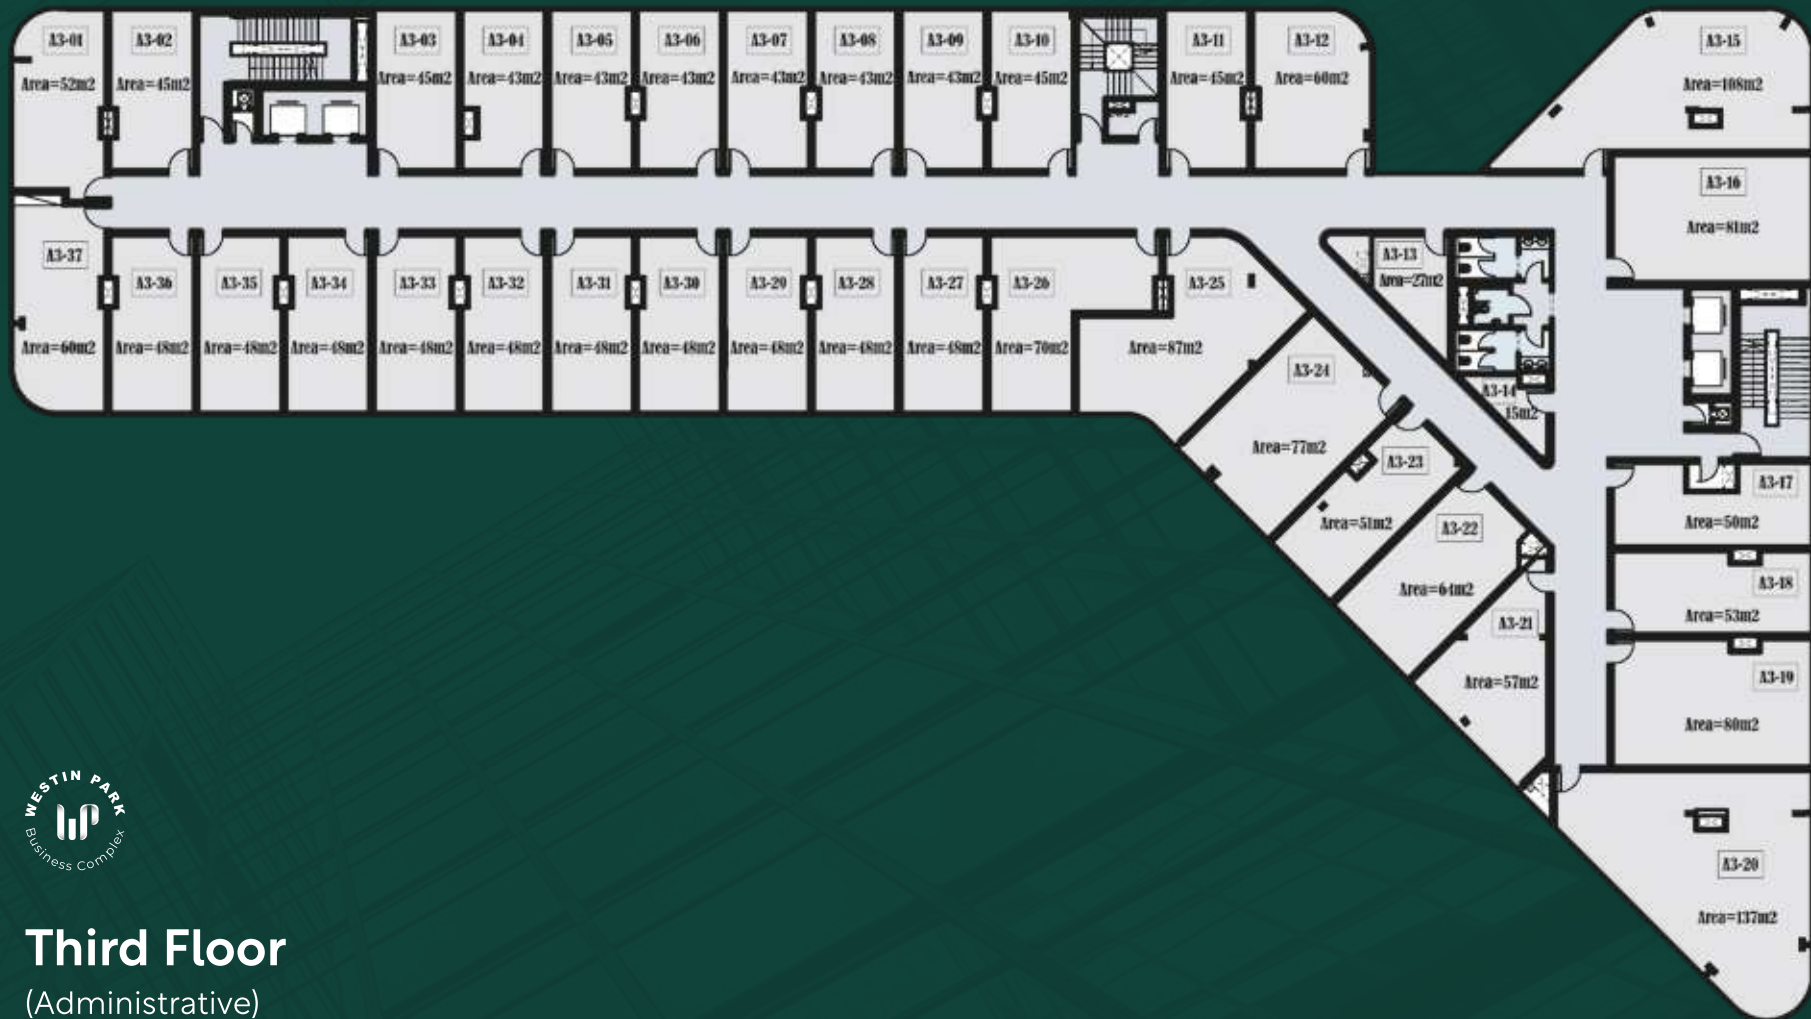 A3-01
Area=52m2
A3-02
Area=45m2
A3-03
Area=45m2
A3-04
Area=43m2
A3-05
Area=43m2
A3-06
Area=43m2
A3-07
Area=43m2
A3-08
Area=43m2
A3-09
Area=43m2
A3-10
Area=45m2
A3-11
Area=45m2
A3-12
Area=60m2
A3-15
Area=108m2
A3-16
Area=81m2
A3-37
Area=60m2
A3-36
Area=48m2
A3-35
Area=48m2
A3-34
Area=48m2
A3-33
Area=48m2
A3-32
Area=48m2
A3-31
Area=48m2
A3-30
Area=48m2
A3-29
Area=48m2
A3-28
Area=48m2
A3-27
Area=48m2
A3-26
Area=70m2
A3-25
Area=87m2
A3-13
Area=27m2
A3-14
15m2
A3-24
Area=77m2
A3-23
Area=51m2
A3-22
Area=64m2
A3-21
Area=57m2
A3-17
Area=50m2
A3-18
Area=53m2
A3-19
Area=80m2
A3-20
Area=137m2
WESTIN PARK
WP
Business Complex
Third Floor
(Administrative)